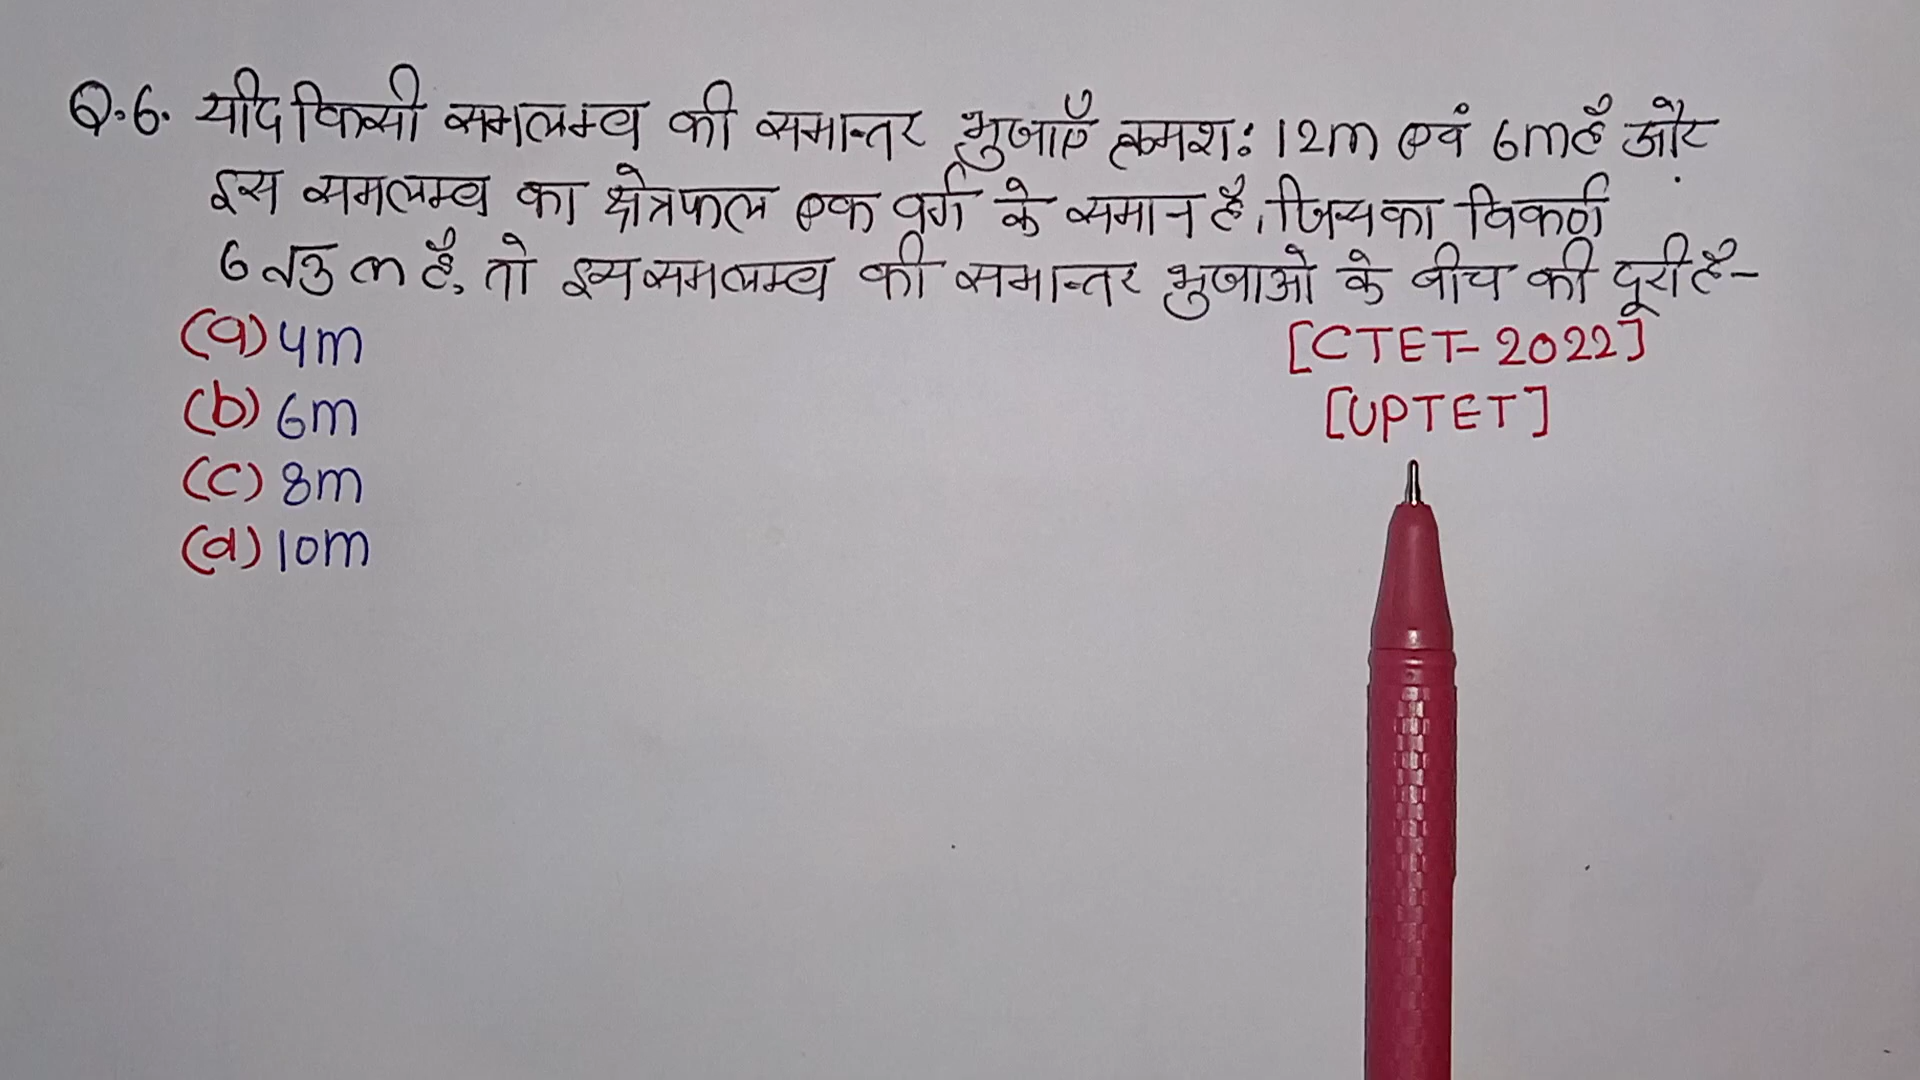 Q.6. यदि किसी समलम्ब की समान्तर भुजाएँ क्रमश: 12m एवं 6m है और
इस समलम्ब का क्षेत्रफल एक वर्ग के समान है, जिसका विकर्ण
6√3 m है, तो इस समलम्ब की समान्तर भुजाओ के बीच की दूरी है-
(a) 4m
[CTET-2022]
(b) 6m
[UPTET]
(c) 8m
(d) 10m